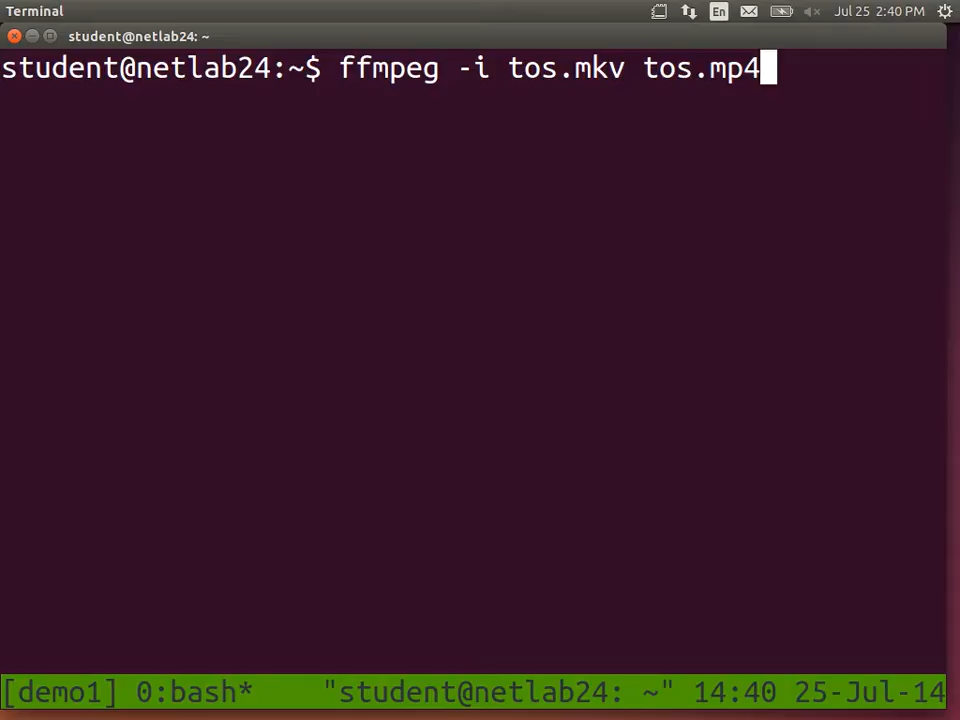 Terminal En Jul 25 2:40 PM
student@netlab24: ~
student@netlab24:~$ ffmpeg -i tos.mkv tos.mp4
[demo1] 0:bash* "student@netlab24: ~" 14:40 25-Jul-14